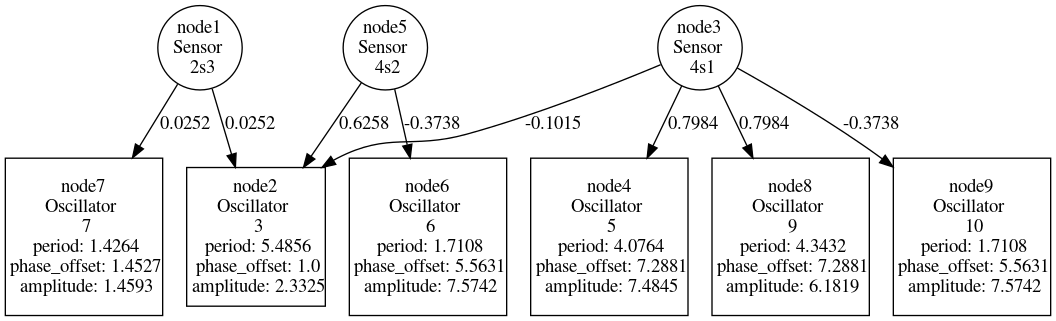 node1
Sensor
2s3
node5
Sensor
4s2
node3
Sensor
4s1
0.0252
0.0252
0.6258
-0.3738
-0.1015
0.7984
0.7984
-0.3738
node7
Oscillator
7
period: 1.4264
phase_offset: 1.4527
amplitude: 1.4593
node2
Oscillator
3
period: 5.4856
phase_offset: 1.0
amplitude: 2.3325
node6
Oscillator
6
period: 1.7108
phase_offset: 5.5631
amplitude: 7.5742
node4
Oscillator
5
period: 4.0764
phase_offset: 7.2881
amplitude: 7.4845
node8
Oscillator
9
period: 4.3432
phase_offset: 7.2881
amplitude: 6.1819
node9
Oscillator
10
period: 1.7108
phase_offset: 5.5631
amplitude: 7.5742